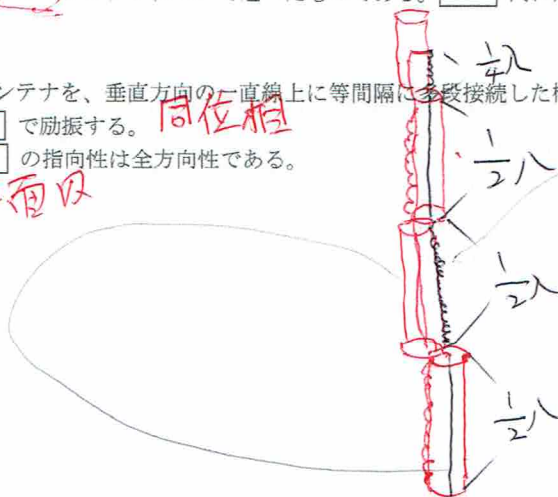 ンテナを、垂直方向の一直線上に等間隔に多段接続した
で励振する。 同位相
の指向性は全方向性である。
面内
1/4λ
1/2λ
1/2λ
1/2λ